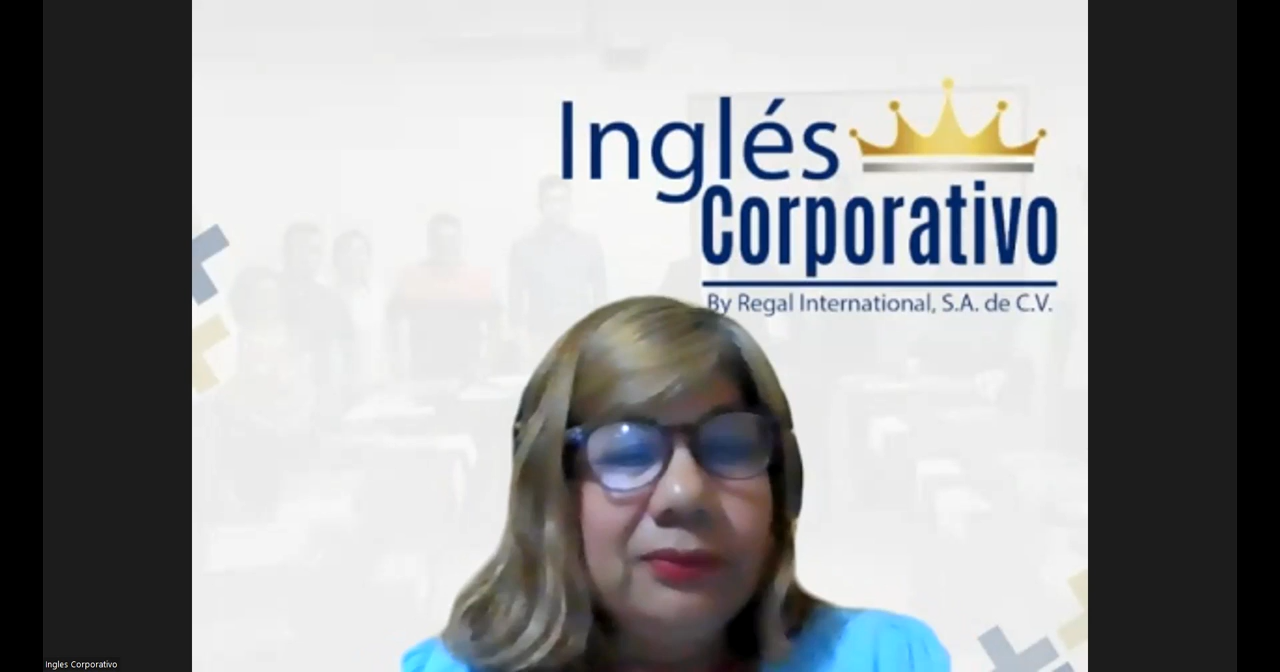 Inglés
Corporativo
By Regal International, S.A. de C.V.
Ingles Corporativo